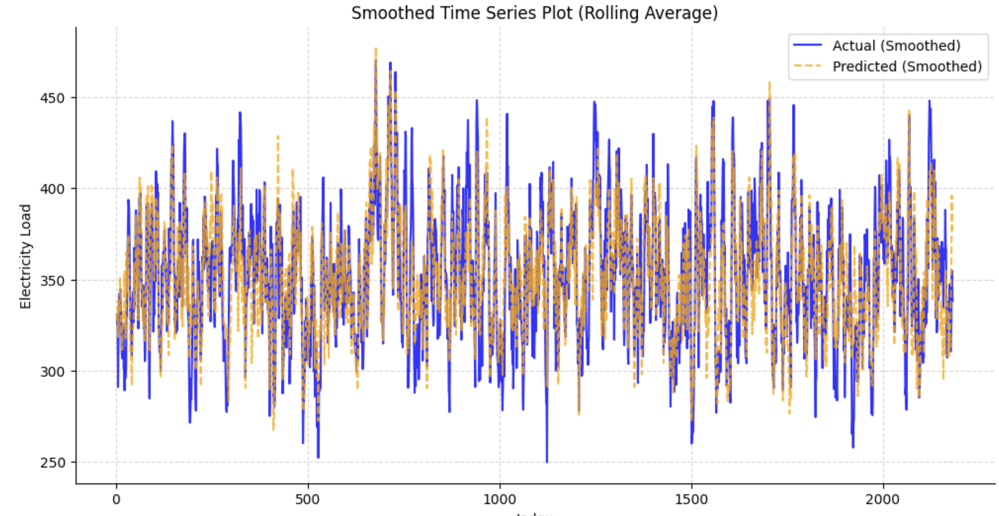 Smoothed Time Series Plot (Rolling Average)
Actual (Smoothed)
Predicted (Smoothed)
Electricity Load
450
400
350
300
250
0 500 1000 1500 2000